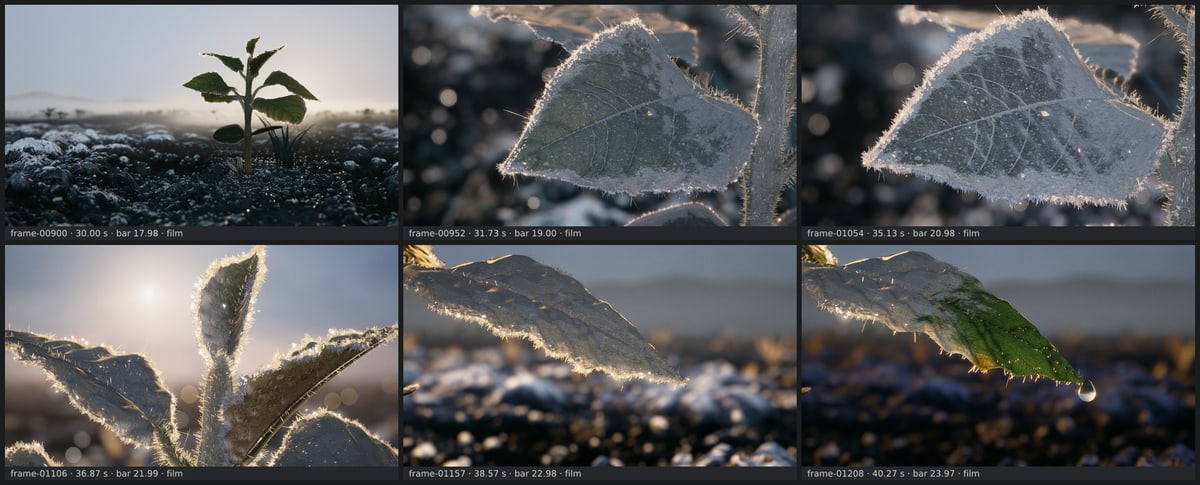 frame-00900 · 30.00 s · bar 17.98 · film
frame-00952 · 31.73 s · bar 19.00 · film
frame-01054 · 35.13 s · bar 20.98 · film
frame-01106 · 36.87 s · bar 21.99 · film
frame-01157 · 38.57 s · bar 22.98 · film
frame-01208 · 40.27 s · bar 23.97 · film